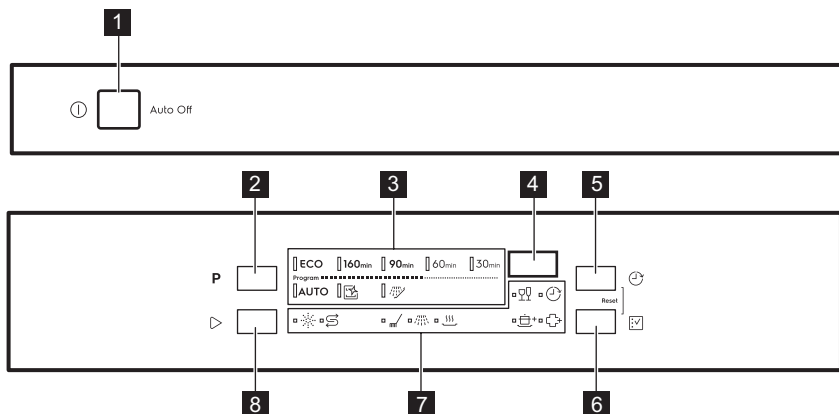 1
Auto Off
2
3
4
5
P
ECO 160min 90min 60min 30min
Program
AUTO
Reset
+ +
8
7
6